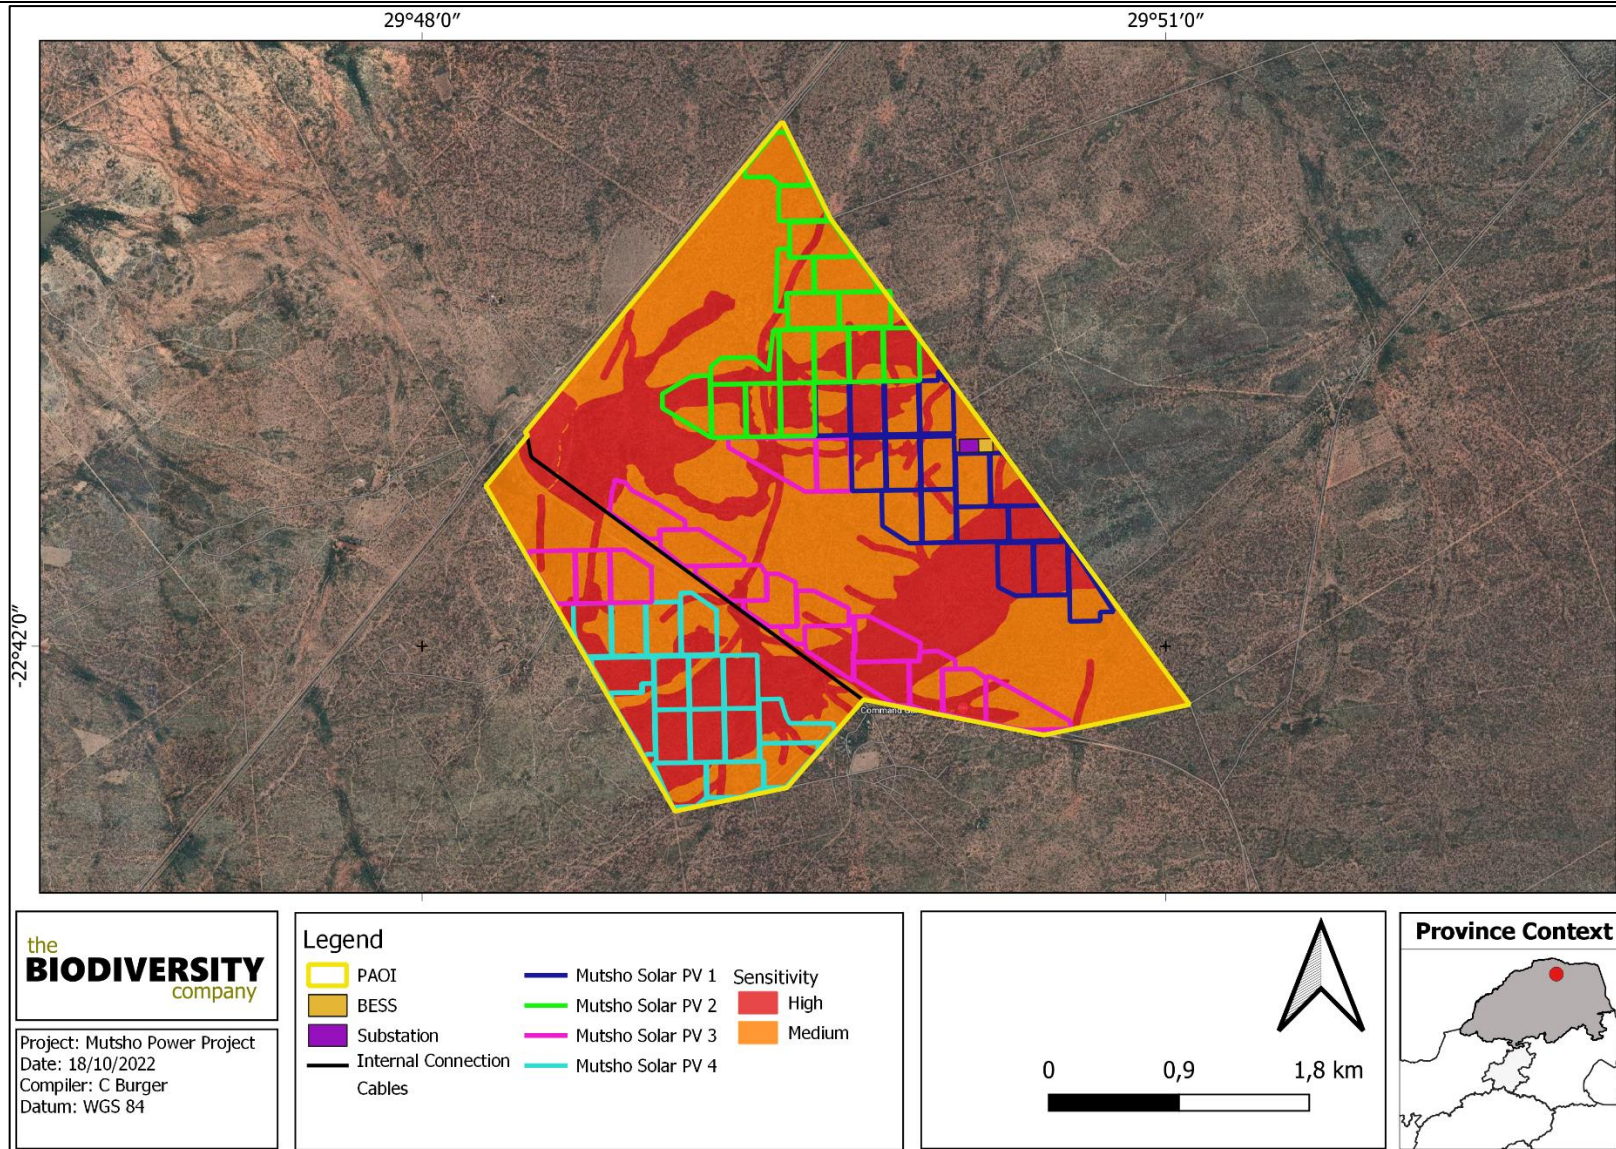 29°48′0″
29°51′0″
-22°42′0″
Command
the
BIODIVERSITY
company
Project: Mutsho Power Project
Date: 18/10/2022
Compiler: C Burger
Datum: WGS 84
Legend
PAOI
BESS
Substation
Internal Connection
Cables
Mutsho Solar PV 1
Mutsho Solar PV 2
Mutsho Solar PV 3
Mutsho Solar PV 4
Sensitivity
High
Medium
0 0,9 1,8 km
Province Context